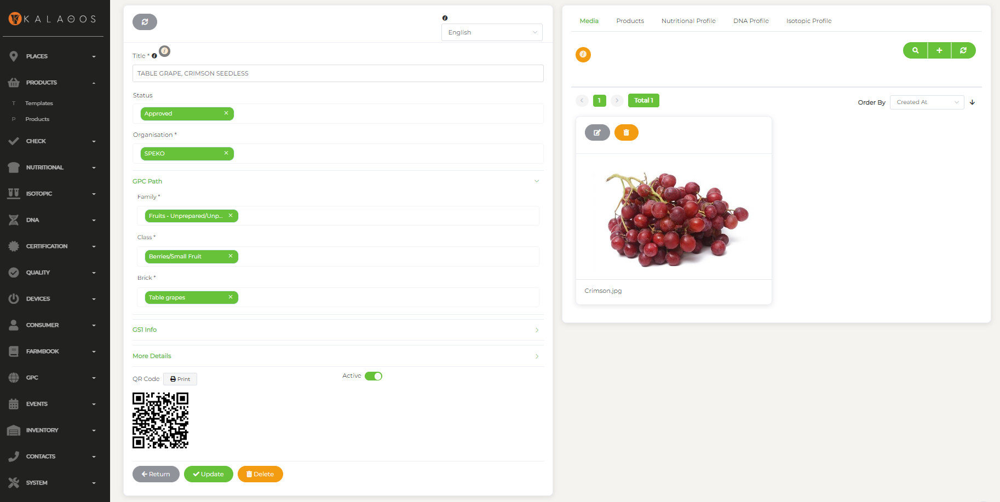 KALAΘOS
PLACES
PRODUCTS
T Templates
P Products
CHECK
NUTRITIONAL
ISOTOPIC
DNA
CERTIFICATION
QUALITY
DEVICES
CONSUMER
FARMBOOK
GPC
EVENTS
INVENTORY
CONTACTS
SYSTEM
English
Title *
TABLE GRAPE, CRIMSON SEEDLESS
Status
Approved
Organisation *
SPEKO
GPC Path
Family *
Fruits - Unprepared/Unp...
Class *
Berries/Small Fruit
Brick *
Table grapes
GS1 Info
More Details
QR Code Print
Active
Return Update Delete
Media Products Nutritional Profile DNA Profile Isotopic Profile
1 Total 1
Order By Created At
Crimson.jpg